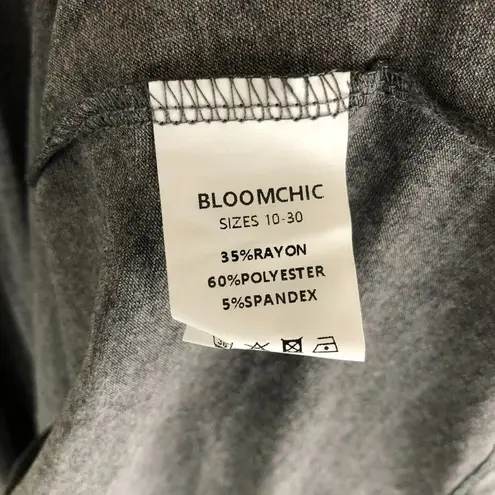 BLOOMCHIC
SIZES 10-30
35%RAYON
60%POLYESTER
5%SPANDEX